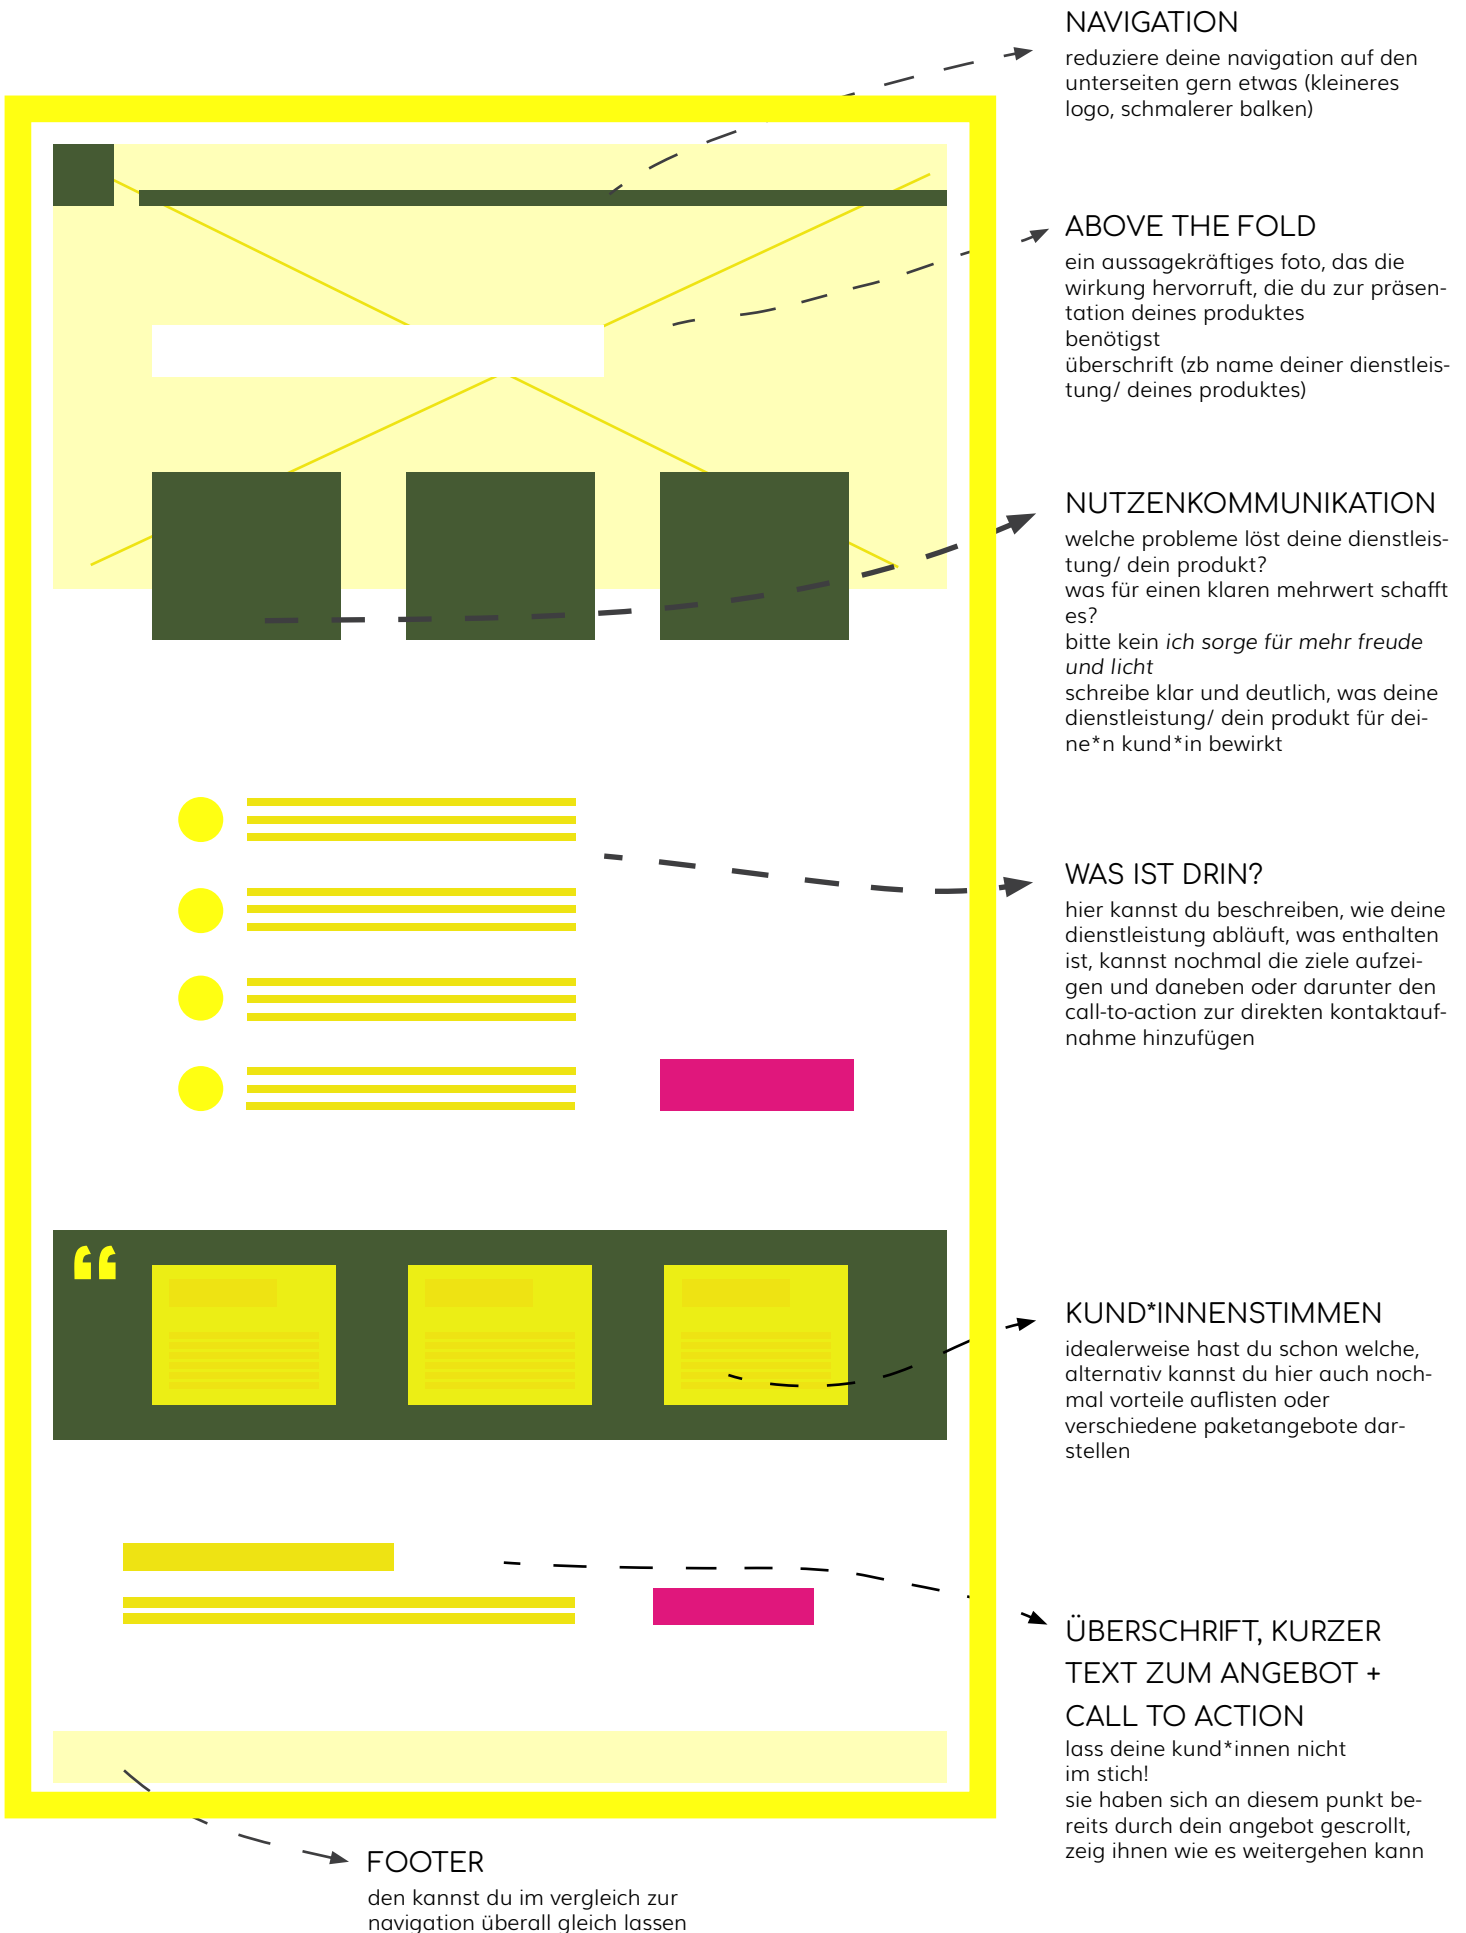 NAVIGATION
reduziere deine navigation auf den
unterseiten gern etwas (kleineres
logo, schmalerer balken)
ABOVE THE FOLD
ein aussagekräftiges foto, das die
wirkung hervorruft, die du zur präsen-
tation deines produktes
benötigst
überschrift (zb name deiner dienstleis-
tung/ deines produktes)
NUTZENKOMMUNIKATION
welche probleme löst deine dienstleis-
tung/ dein produkt?
was für einen klaren mehrwert schafft
es?
bitte kein ich sorge für mehr freude
und licht
schreibe klar und deutlich, was deine
dienstleistung/ dein produkt für dei-
ne*n kund*in bewirkt
WAS IST DRIN?
hier kannst du beschreiben, wie deine
dienstleistung abläuft, was enthalten
ist, kannst nochmal die ziele aufzei-
gen und daneben oder darunter den
call-to-action zur direkten kontaktauf-
nahme hinzufügen
“
KUND*INNENSTIMMEN
idealerweise hast du schon welche,
alternativ kannst du hier auch noch-
mal vorteile auflisten oder
verschiedene paketangebote dar-
stellen
ÜBERSCHRIFT, KURZER
TEXT ZUM ANGEBOT +
CALL TO ACTION
lass deine kund*innen nicht
im stich!
sie haben sich an diesem punkt be-
reits durch dein angebot gescrollt,
zeig ihnen wie es weitergehen kann
FOOTER
den kannst du im vergleich zur
navigation überall gleich lassen